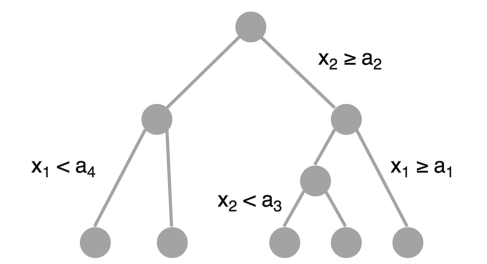 x₂ ≥ a₂
x₁ < a₄
x₁ ≥ a₁
x₂ < a₃